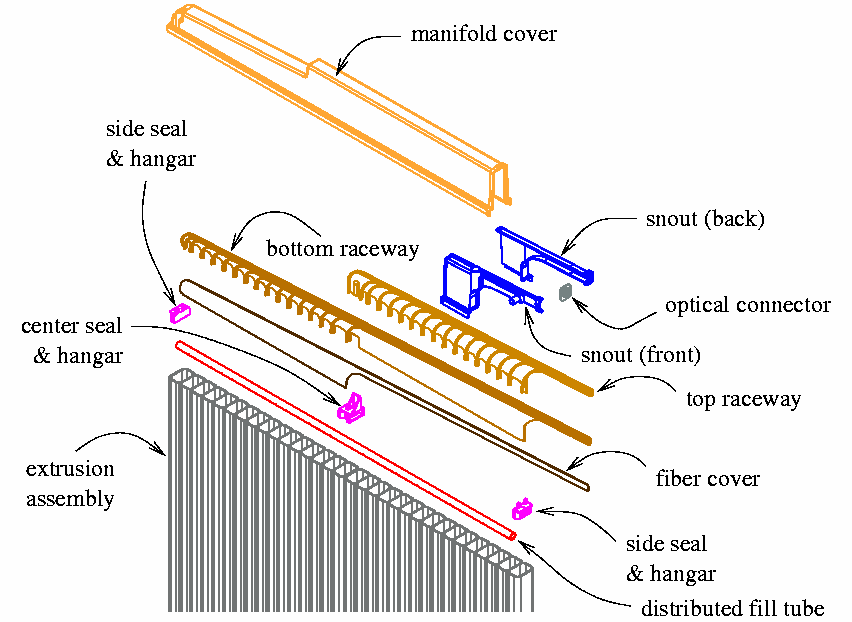 manifold cover
side seal
& hangar
snout (back)
bottom raceway
optical connector
center seal
& hangar
snout (front)
top raceway
extrusion
assembly
fiber cover
side seal
& hangar
distributed fill tube